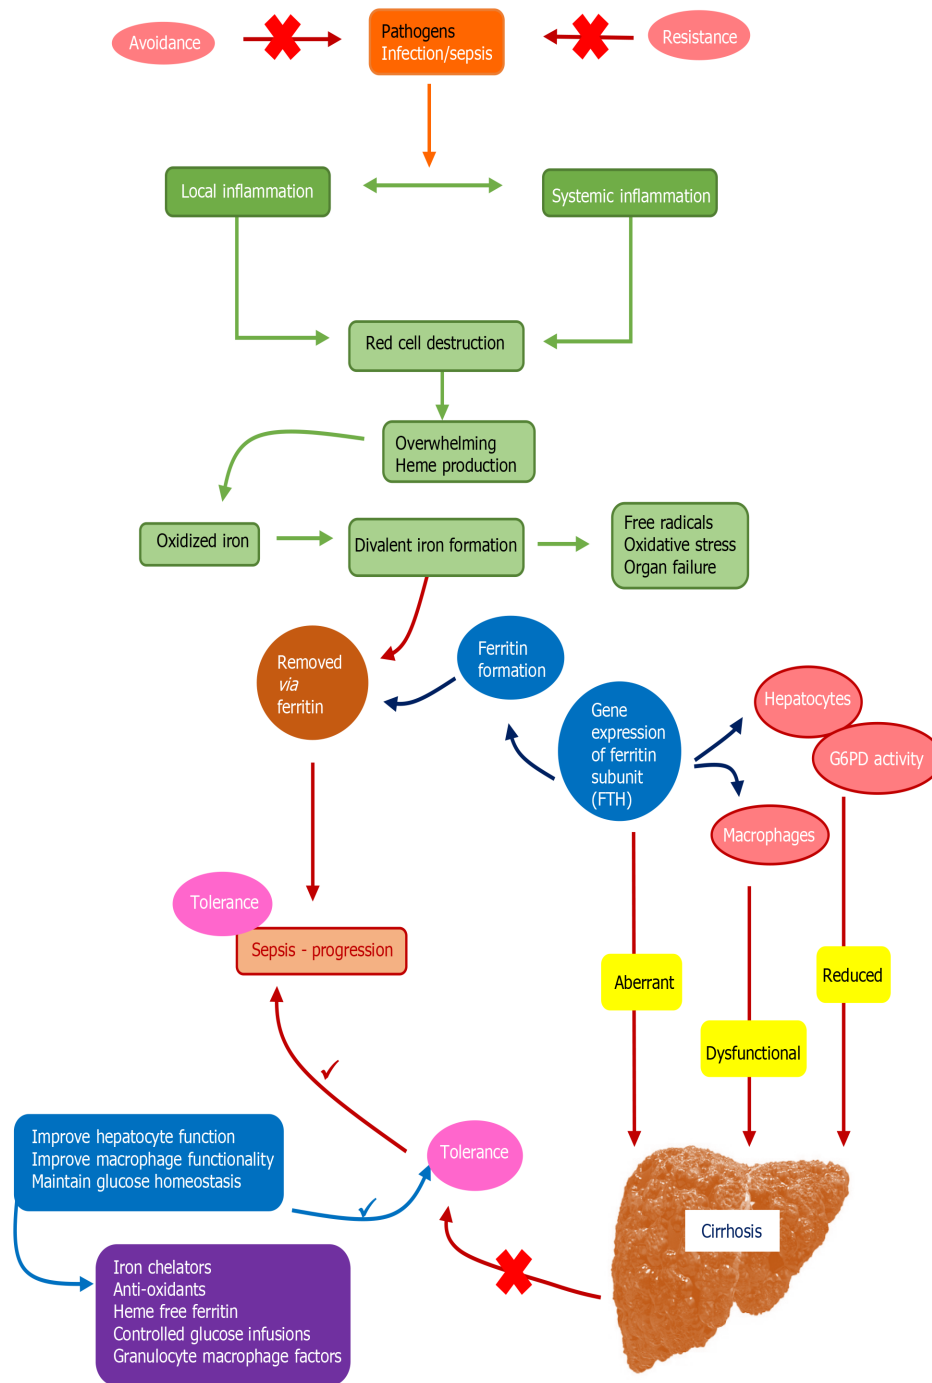 Avoidance
Pathogens
Infection/sepsis
Resistance
Local inflammation
Systemic inflammation
Red cell destruction
Overwhelming
Heme production
Oxidized iron
Divalent iron formation
Free radicals
Oxidative stress
Organ failure
Removed
via
ferritin
Ferritin
formation
Gene
expression
of ferritin
subunit
(FTH)
Hepatocytes
G6PD activity
Macrophages
Tolerance
Sepsis - progression
Aberrant
Reduced
Dysfunctional
Improve hepatocyte function
Improve macrophage functionality
Maintain glucose homeostasis
Tolerance
Cirrhosis
Iron chelators
Anti-oxidants
Heme free ferritin
Controlled glucose infusions
Granulocyte macrophage factors